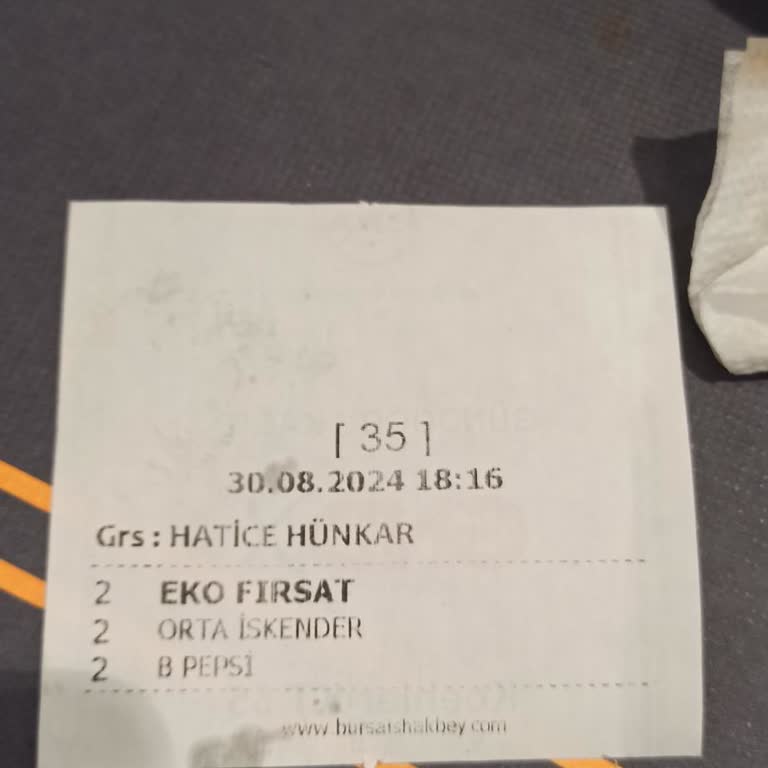 [ 35 ]
30.08.2024 18:16
Grs : HATİCE HÜNKAR
2 EKO FIRSAT
2 ORTA İSKENDER
2 B PEPSİ
www.bursaishakbey.com